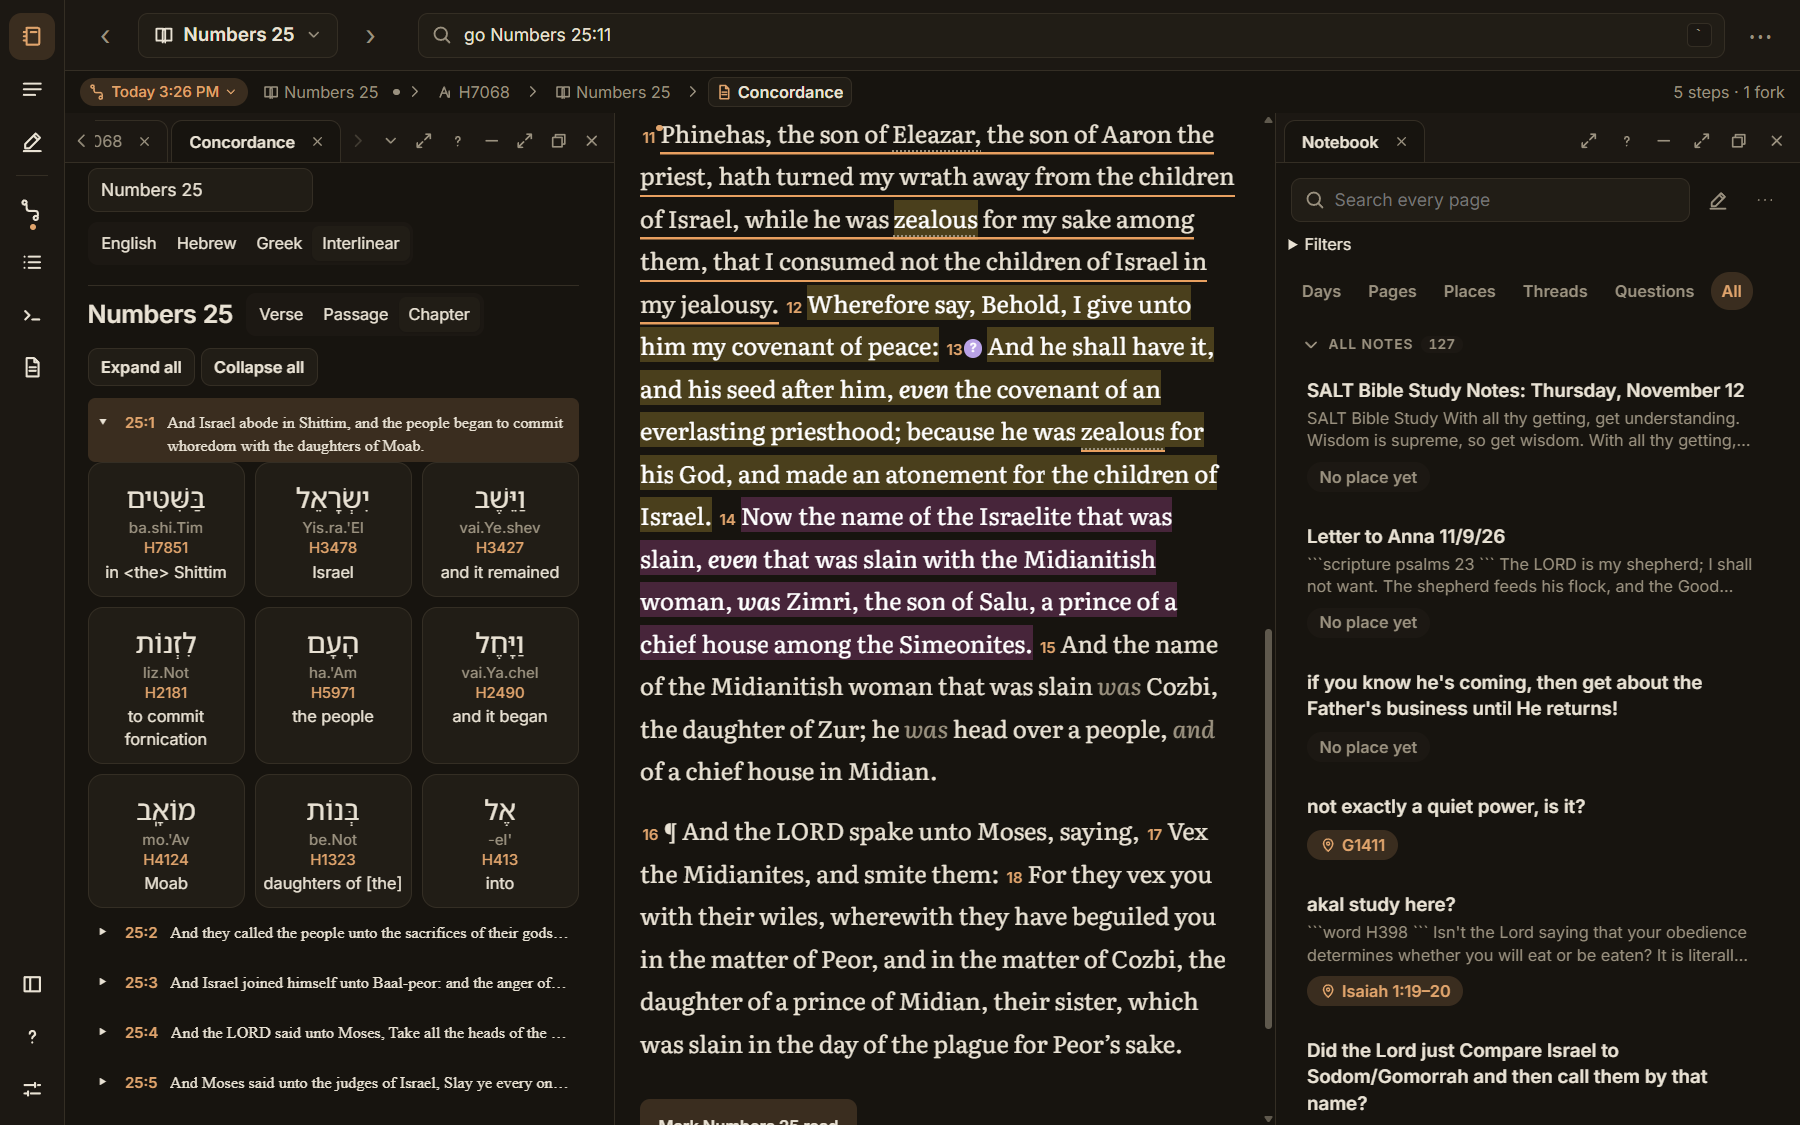 Numbers 25
go Numbers 25:11
`
Today 3:26 PM
Numbers 25
H7068
Numbers 25
Concordance
5 steps · 1 fork
068
Concordance
?
Numbers 25
English Hebrew Greek Interlinear
Numbers 25
Verse Passage Chapter
Expand all
Collapse all
25:1 And Israel abode in Shittim, and the people began to commit
whoredom with the daughters of Moab.
בַּשִּׁטִּים
ba.shi.Tim
H7851
in <the> Shittim
יִשְׂרָאֵל
Yis.ra.'El
H3478
Israel
וַיֵּשֶׁב
vai.Ye.shev
H3427
and it remained
לִזְנוֹת
liz.Not
H2181
to commit
fornication
הָעָם
ha.'Am
H5971
the people
וַיָּחֶל
vai.Ya.chel
H2490
and it began
מוֹאָב
mo.'Av
H4124
Moab
בְּנוֹת
be.Not
H1323
daughters of [the]
אֶל
-el'
H413
into
25:2 And they called the people unto the sacrifices of their gods…
25:3 And Israel joined himself unto Baal-peor: and the anger of…
25:4 And the LORD said unto Moses, Take all the heads of the …
25:5 And Moses said unto the judges of Israel, Slay ye every on…
11 Phinehas, the son of Eleazar, the son of Aaron the
priest, hath turned my wrath away from the children
of Israel, while he was zealous for my sake among
them, that I consumed not the children of Israel in
my jealousy. 12 Wherefore say, Behold, I give unto
him my covenant of peace: 13 ? And he shall have it,
and his seed after him, even the covenant of an
everlasting priesthood; because he was zealous for
his God, and made an atonement for the children of
Israel. 14 Now the name of the Israelite that was
slain, even that was slain with the Midianitish
woman, was Zimri, the son of Salu, a prince of a
chief house among the Simeonites. 15 And the name
of the Midianitish woman that was slain was Cozbi,
the daughter of Zur; he was head over a people, and
of a chief house in Midian.
16 ¶ And the LORD spake unto Moses, saying, 17 Vex
the Midianites, and smite them: 18 For they vex you
with their wiles, wherewith they have beguiled you
in the matter of Peor, and in the matter of Cozbi, the
daughter of a prince of Midian, their sister, which
was slain in the day of the plague for Peor’s sake.
Mark Numbers 25 read
Notebook
?
Search every page
Filters
Days Pages Places Threads Questions All
ALL NOTES 127
SALT Bible Study Notes: Thursday, November 12
SALT Bible Study With all thy getting, get understanding.
Wisdom is supreme, so get wisdom. With all thy getting,...
No place yet
Letter to Anna 11/9/26
```scripture psalms 23 ``` The LORD is my shepherd; I shall
not want. The shepherd feeds his flock, and the Good...
No place yet
if you know he's coming, then get about the
Father's business until He returns!
No place yet
not exactly a quiet power, is it?
G1411
akal study here?
```word H398 ``` Isn't the Lord saying that your obedience
determines whether you will eat or be eaten? It is literall...
Isaiah 1:19–20
Did the Lord just Compare Israel to
Sodom/Gomorrah and then call them by that
name?
?